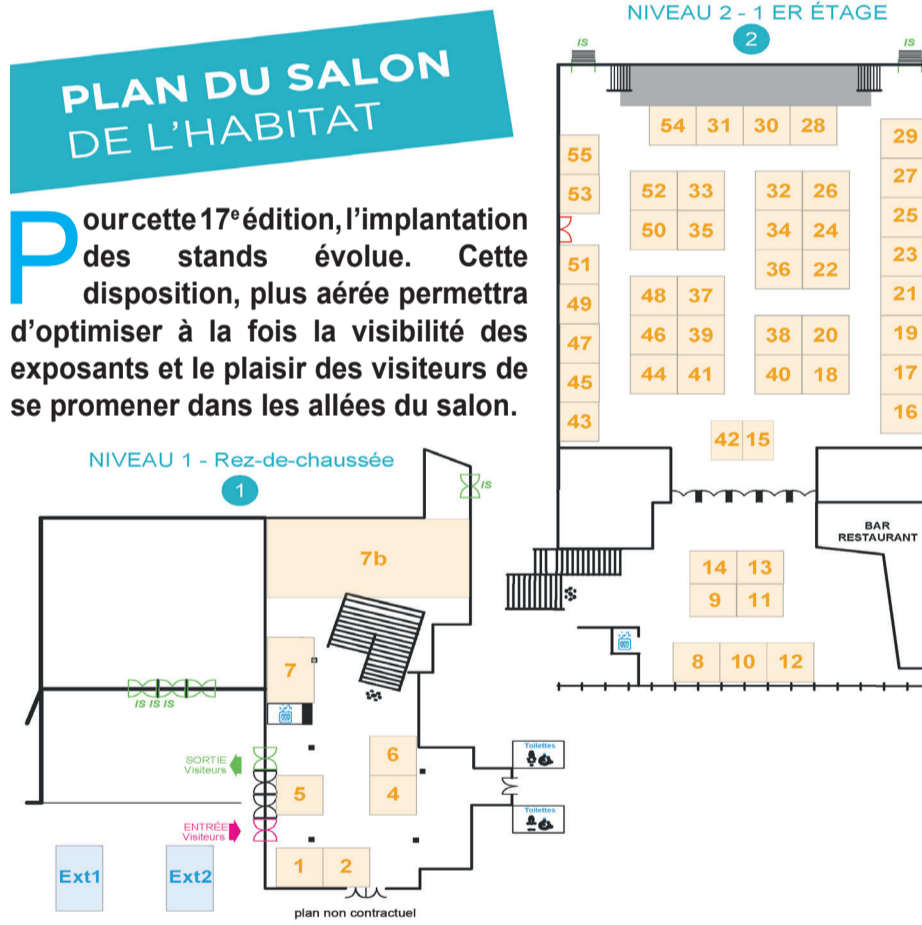 PLAN DU SALON
DE L'HABITAT
Pour cette 17e édition, l'implantation
des stands évolue. Cette
disposition, plus aérée permettra
d'optimiser à la fois la visibilité des
exposants et le plaisir des visiteurs de
se promener dans les allées du salon.
NIVEAU 1 - Rez-de-chaussée
1
IS
7b
7
IS IS IS
SORTIE
Visiteurs
6
5
4
ENTRÉE
Visiteurs
Toilettes
Toilettes
1
2
Ext1
Ext2
plan non contractuel
NIVEAU 2 - 1 ER ÉTAGE
2
IS
IS
54 31 30 28
29
55
27
53
52 33
32 26
25
50 35
34 24
23
51
36 22
21
49
48 37
19
47
46 39
38 20
17
45
44 41
40 18
16
43
42 15
BAR
RESTAURANT
14 13
9 11
8 10 12